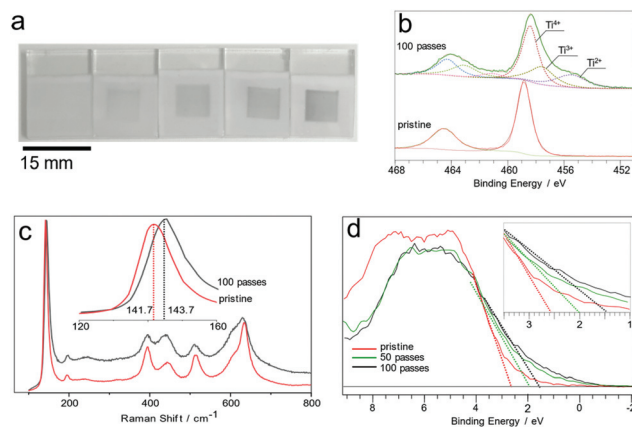 a
15 mm
b
100 passes
Ti4+
Ti3+
Ti2+
pristine
468 464 460 456 452
Binding Energy / eV
c
100 passes
pristine
141.7 143.7
120 160
200 400 600 800
Raman Shift / cm-1
d
3 2 1
pristine
50 passes
100 passes
8 6 4 2 0 -2
Binding Energy / eV